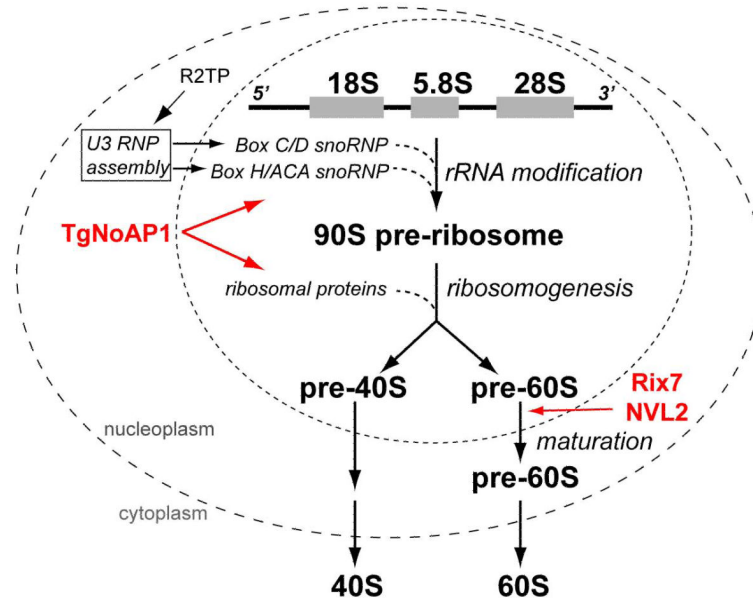 R2TP
18S 5.8S 28S
5’ 3’
U3 RNP
assembly
Box C/D snoRNP
Box H/ACA snoRNP
rRNA modification
TgNoAP1
90S pre-ribosome
ribosomal proteins
ribosomogenesis
pre-40S pre-60S
Rix7
NVL2
nucleoplasm
maturation
pre-60S
cytoplasm
40S 60S